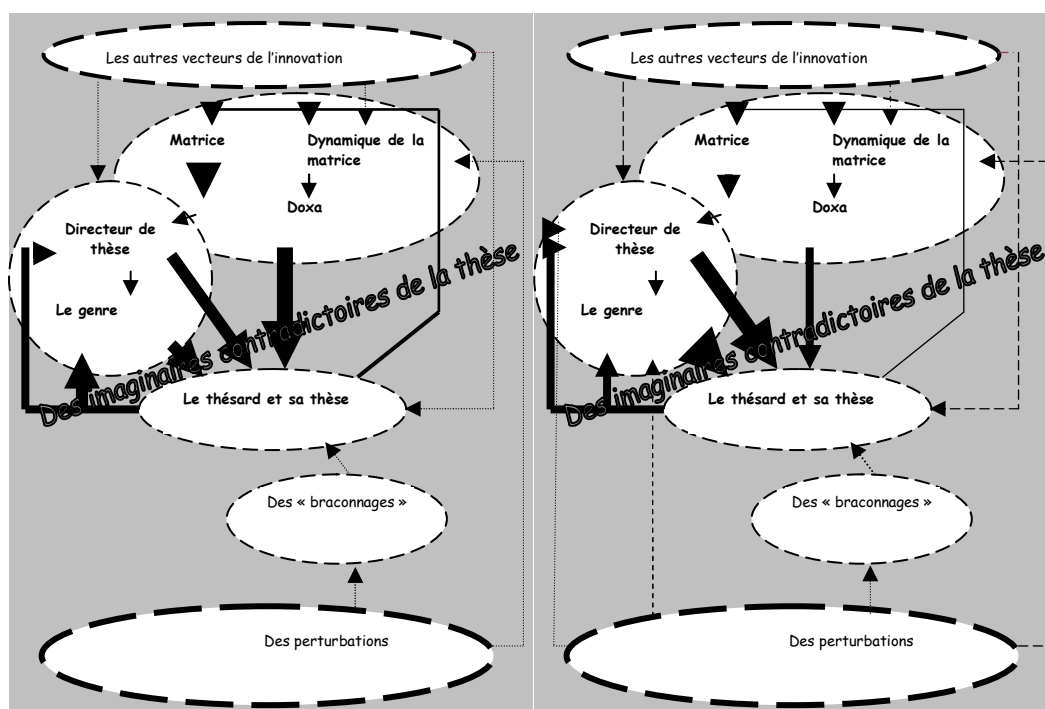 Les autres vecteurs de l'innovation
Matrice
Dynamique de la
matrice
Doxa
Directeur de
thèse
Le genre
Des imaginaires contradictoires de la thèse
Le thésard et sa thèse
Des « braconnages »
Des perturbations
Les autres vecteurs de l'innovation
Matrice
Dynamique de la
matrice
Doxa
Directeur de
thèse
Le genre
Des imaginaires contradictoires de la thèse
Le thésard et sa thèse
Des « braconnages »
Des perturbations